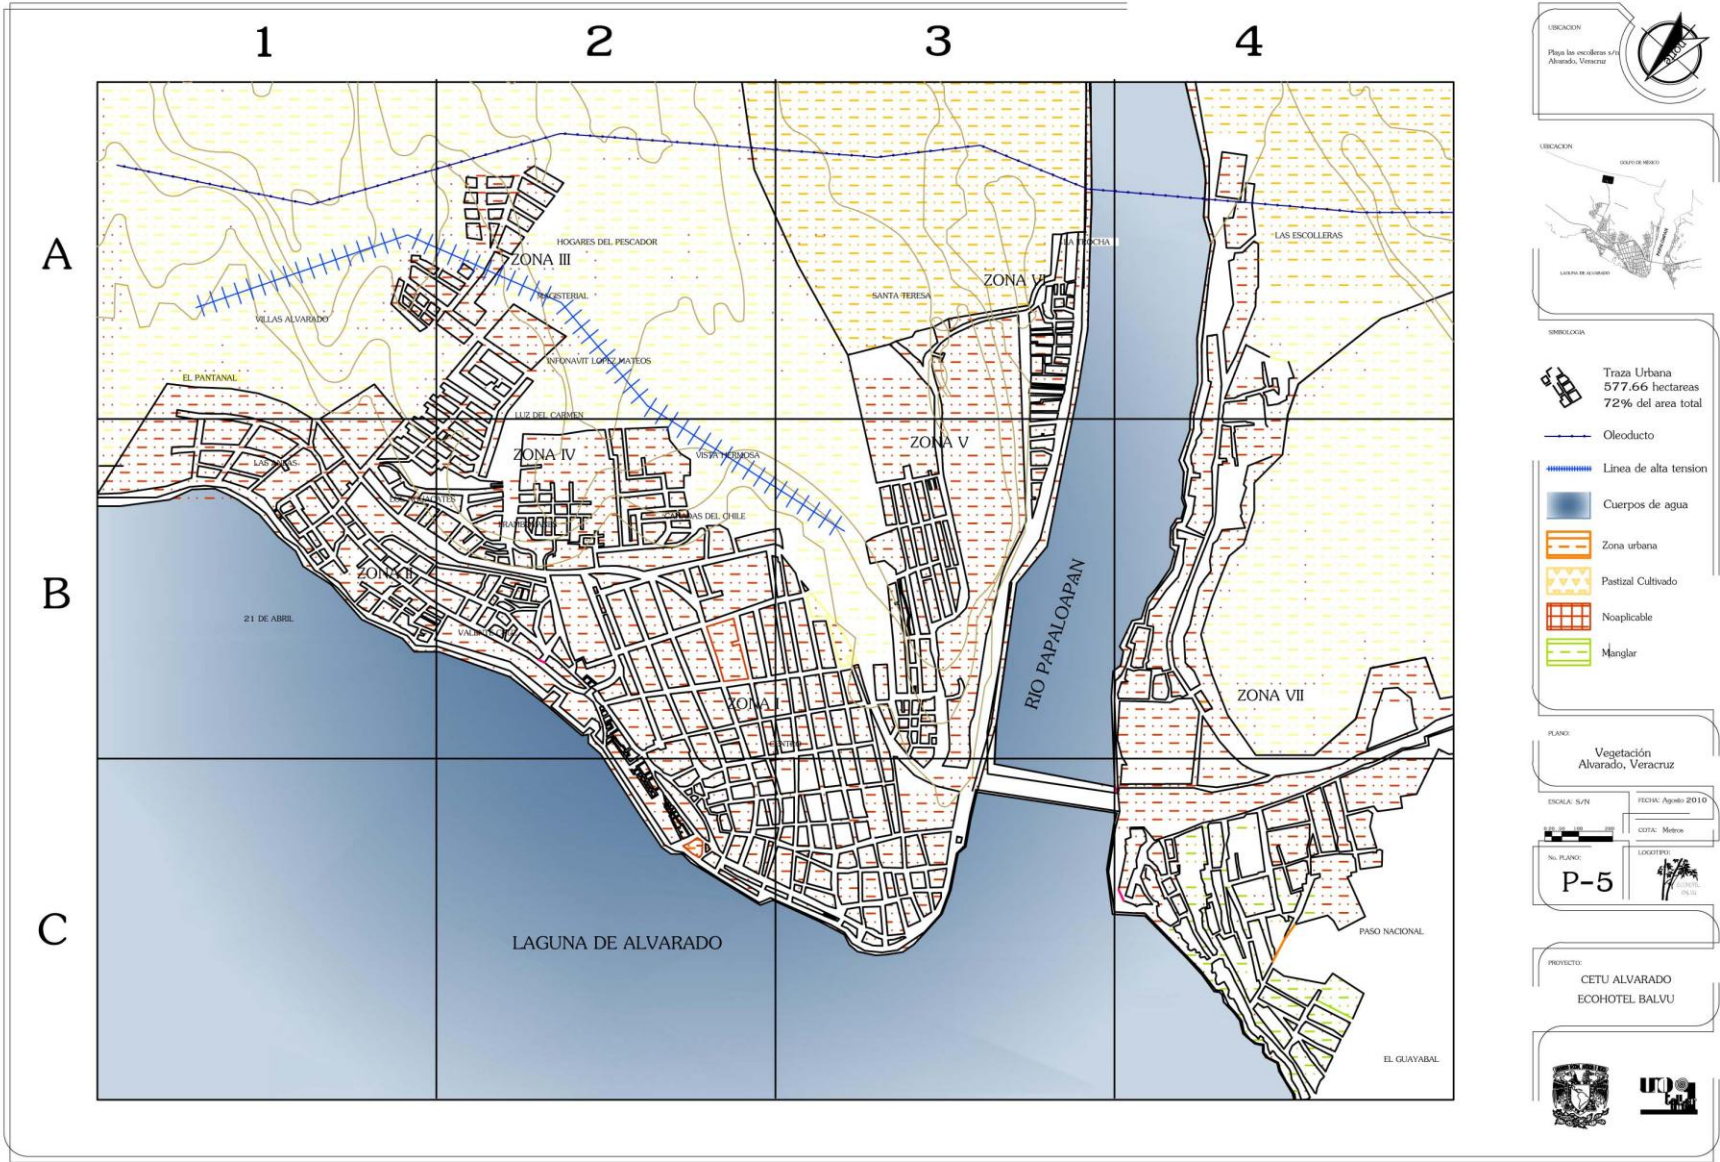 1
2
3
4
A
B
C
HOGARES DEL PESCADOR
ZONA III
MAGISTERIAL
VILLAS ALVARADO
INFONAVIT LOPEZ MATEOS
EL PANTANAL
LUZ DEL CARMEN
LA TROCHA
ZONA VI
SANTA TERESA
LAS ESCOLLERAS
ZONA V
ZONA IV
VISTA HERMOSA
CAÑADAS DEL CHILE
ZONA II
21 DE ABRIL
ZONA I
CENTRO
RIO PAPALOAPAN
ZONA VII
LAGUNA DE ALVARADO
PASO NACIONAL
EL GUAYABAL
UBICACION
Playa las escolleras s/n
Alvarado, Veracruz
norte
UBICACION
GOLFO DE MÉXICO
LAGUNA DE ALVARADO
SIMBOLOGIA
Traza Urbana
577.66 hectareas
72% del area total
Oleoducto
Linea de alta tension
Cuerpos de agua
Zona urbana
Pastizal Cultivado
Noaplicable
Manglar
PLANO:
Vegetación
Alvarado, Veracruz
ESCALA: S/N
FECHA: Agosto 2010
COTA: Metros
No. PLANO:
P-5
LOGOTIPO:
PROYECTO:
CETU ALVARADO
ECOHOTEL BALVU